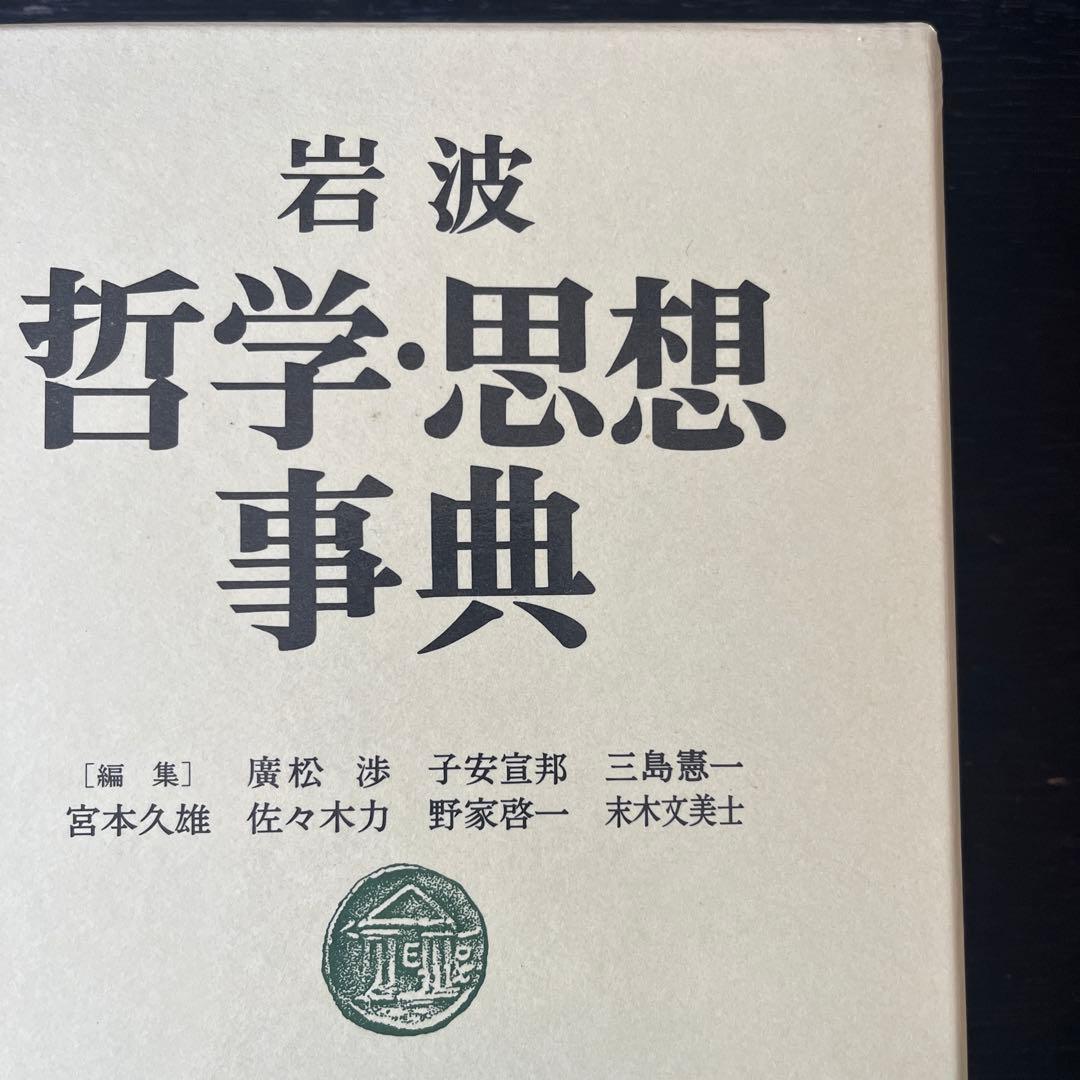 岩波
哲学・思想
事典
［編 集］ 廣松 渉 子安宣邦 三島憲一
宮本久雄 佐々木力 野家啓一 末木文美士
E